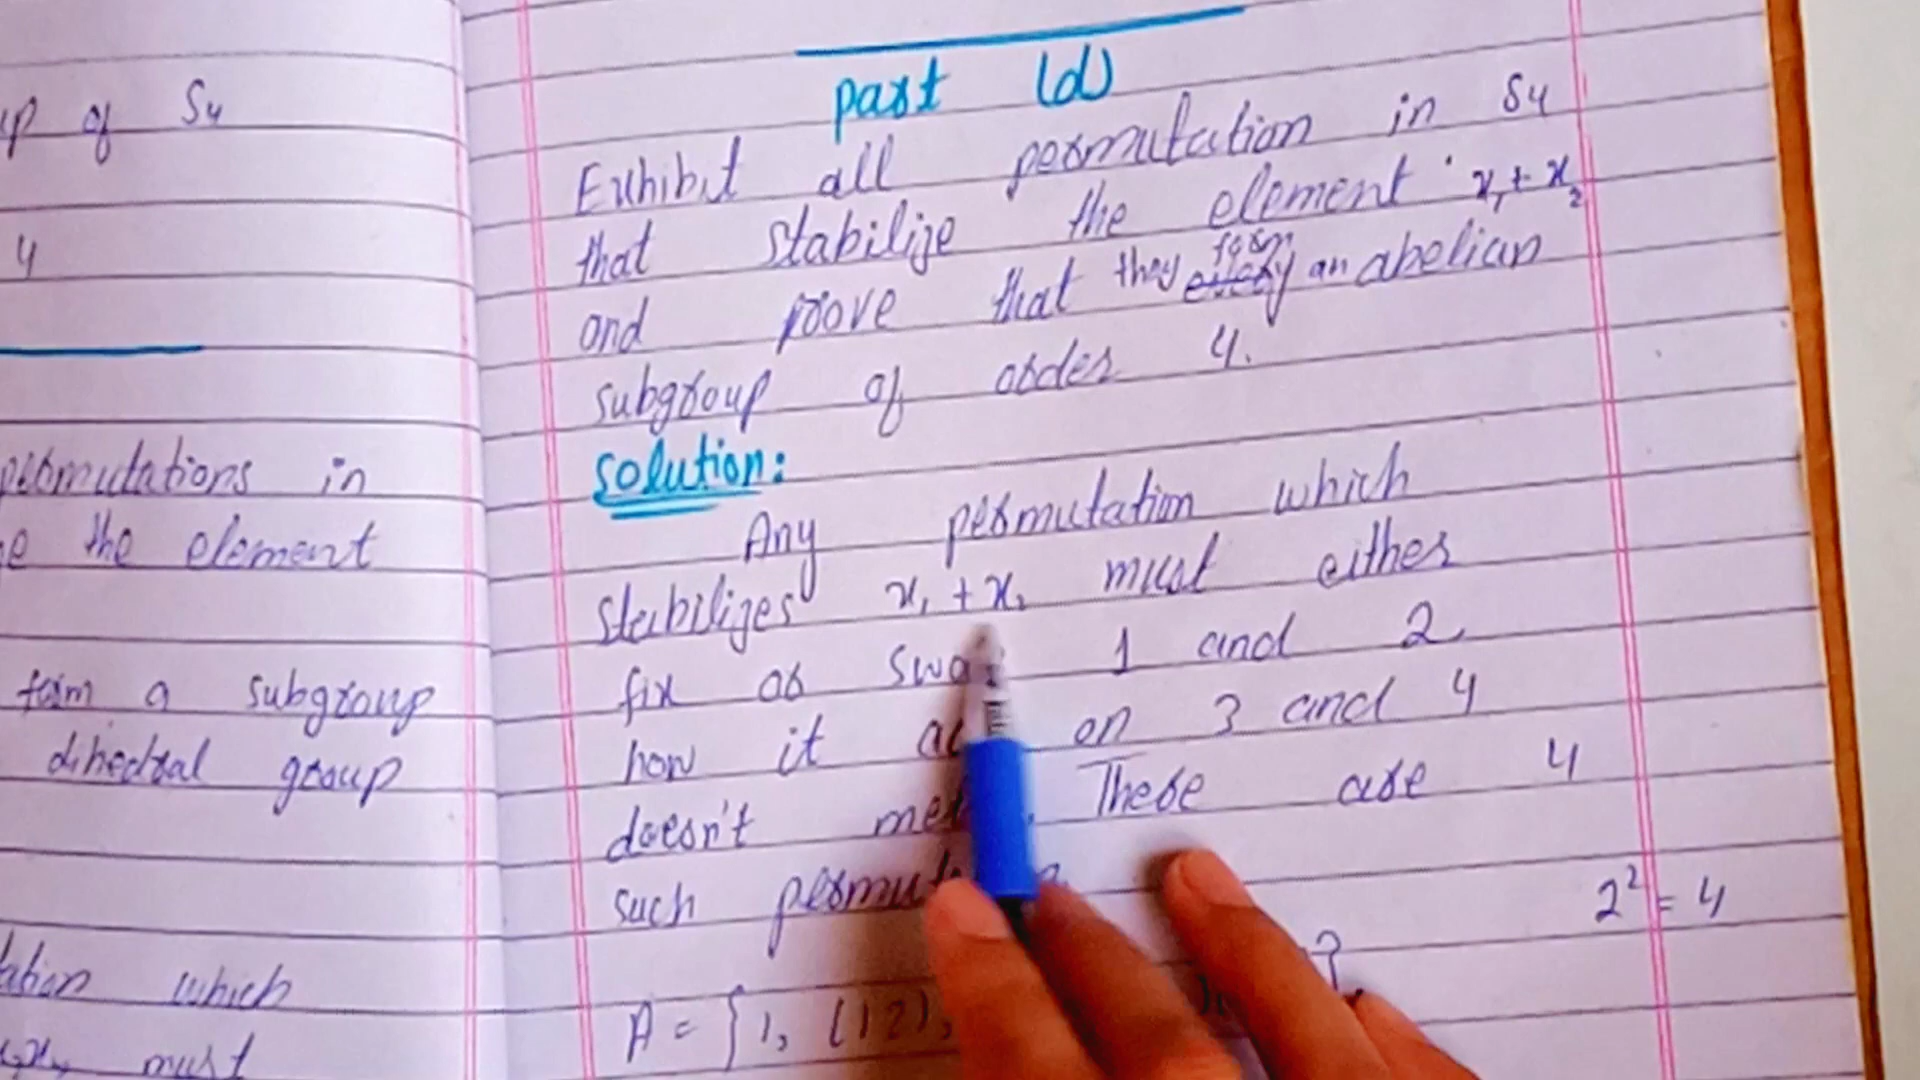 up of S4
4
permutations in
the element
form a subgroup
dihedral group
which
must
part (d)
Exhibit all permutation in S4
that stabilize the element x1 + x2
and prove that they form an abelian
subgroup of order 4.
solution:
Any permutation which
stabilizes x1 + x2 must either
fix or swap 1 and 2
how it on 3 and 4
doesn't These are 4
such
2² = 4
A = { 1, (12),